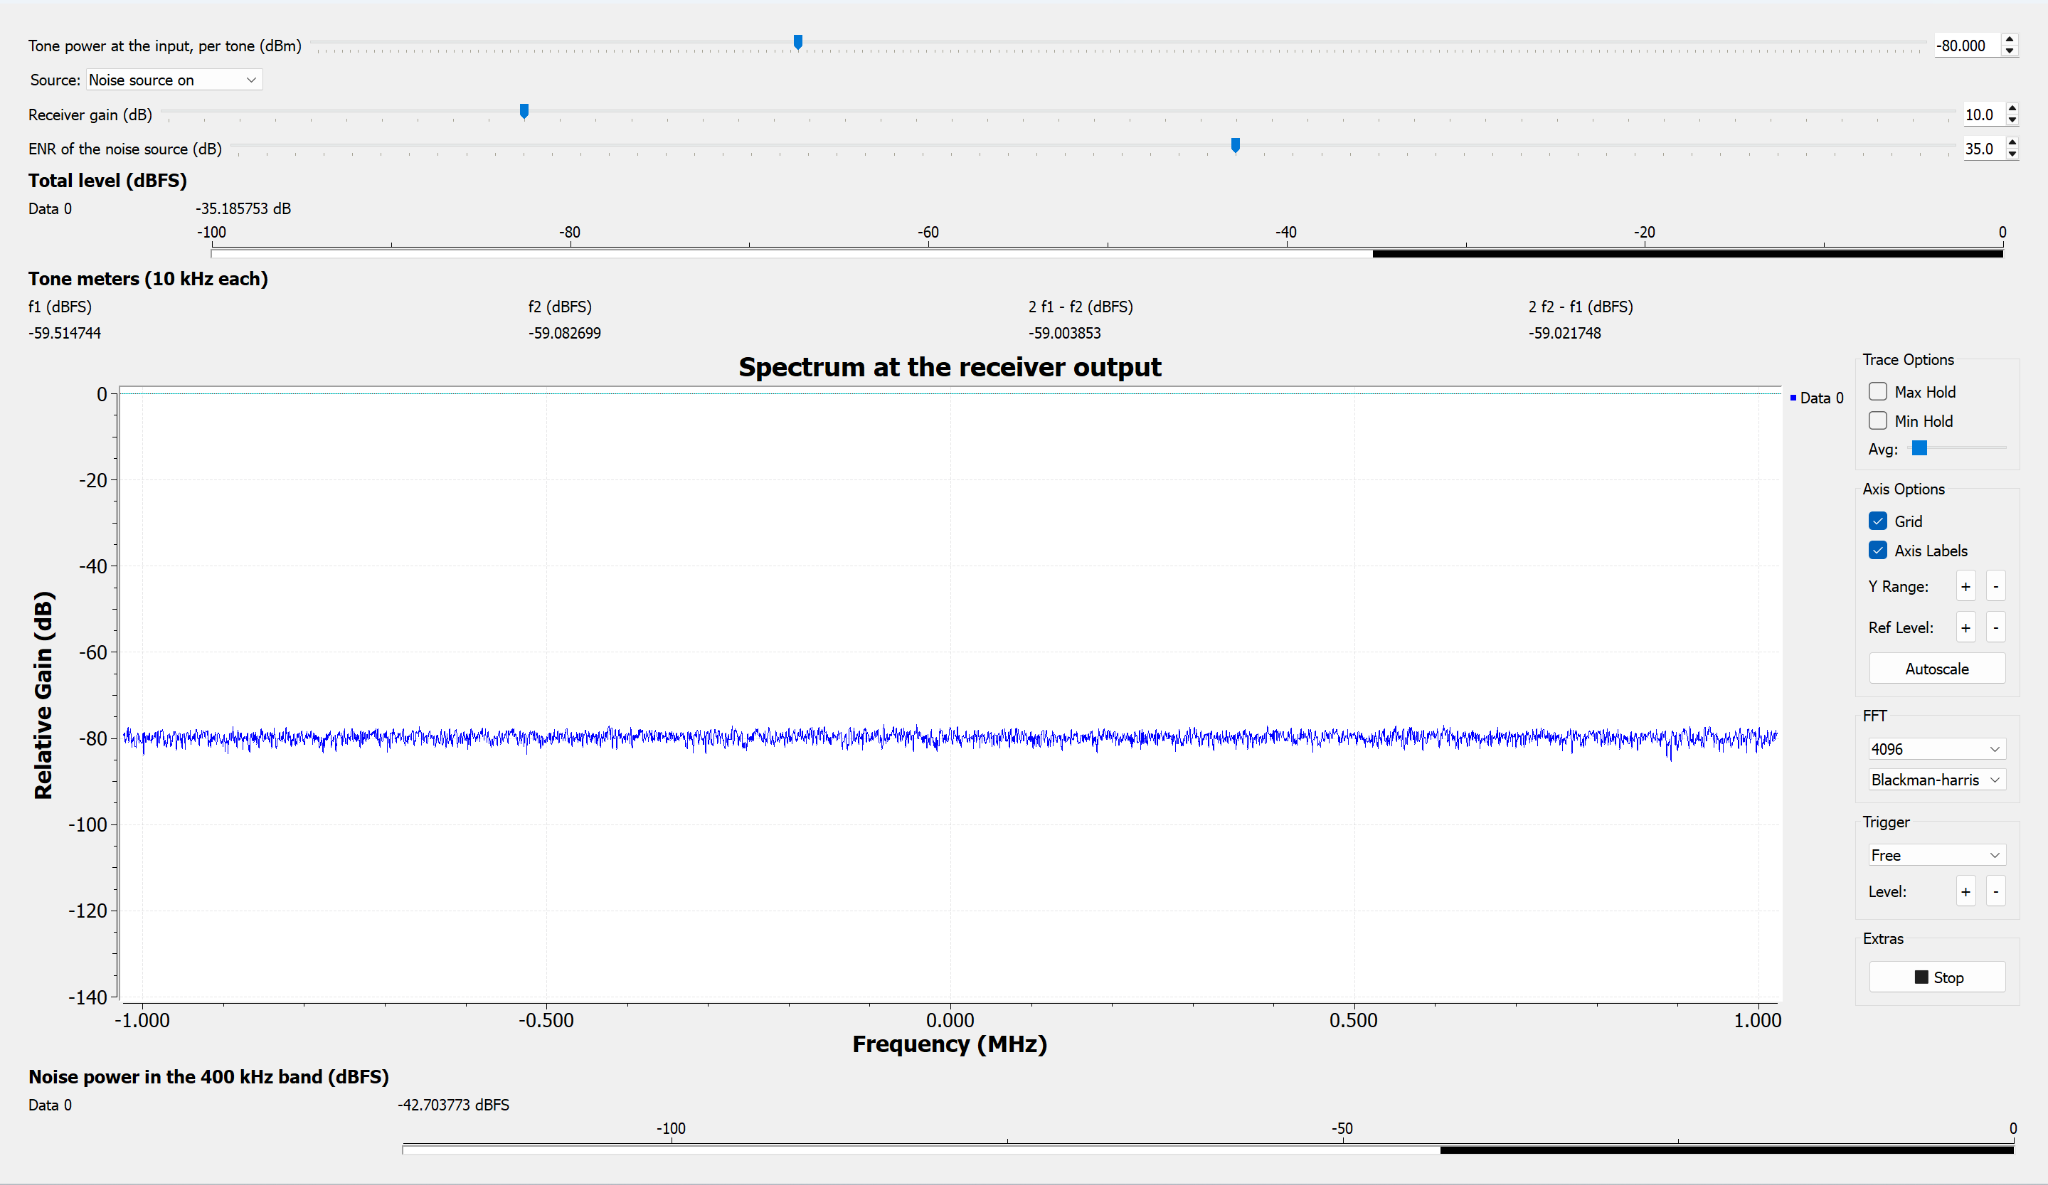 Tone power at the input, per tone (dBm) -80.000
Source: Noise source on
Receiver gain (dB) 10.0
ENR of the noise source (dB) 35.0
Total level (dBFS)
Data 0 -35.185753 dB
-100 -80 -60 -40 -20 0
Tone meters (10 kHz each)
f1 (dBFS) f2 (dBFS) 2 f1 - f2 (dBFS) 2 f2 - f1 (dBFS)
-59.514744 -59.082699 -59.003853 -59.021748
Spectrum at the receiver output
0
-20
-40
-60
-80
-100
-120
-140
Relative Gain (dB)
-1.000 -0.500 0.000 0.500 1.000
Frequency (MHz)
Data 0
Trace Options
Max Hold
Min Hold
Avg:
Axis Options
Grid
Axis Labels
Y Range: + -
Ref Level: + -
Autoscale
FFT
4096
Blackman-harris
Trigger
Free
Level: + -
Extras
Stop
Noise power in the 400 kHz band (dBFS)
Data 0 -42.703773 dBFS
-100 -50 0